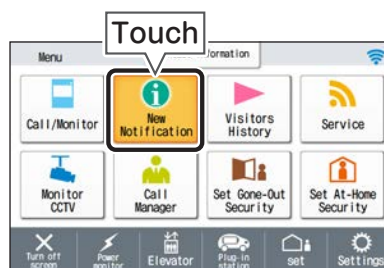 Touch
Menu
formation
Call/Monitor
New
Notification
Visitors
History
Service
Monitor
CCTV
Call
Manager
Set Gone-Out
Security
Set At-Home
Security
Turn off
screen
Power
monitor
Elevator
Plug-in
station
set
Settings